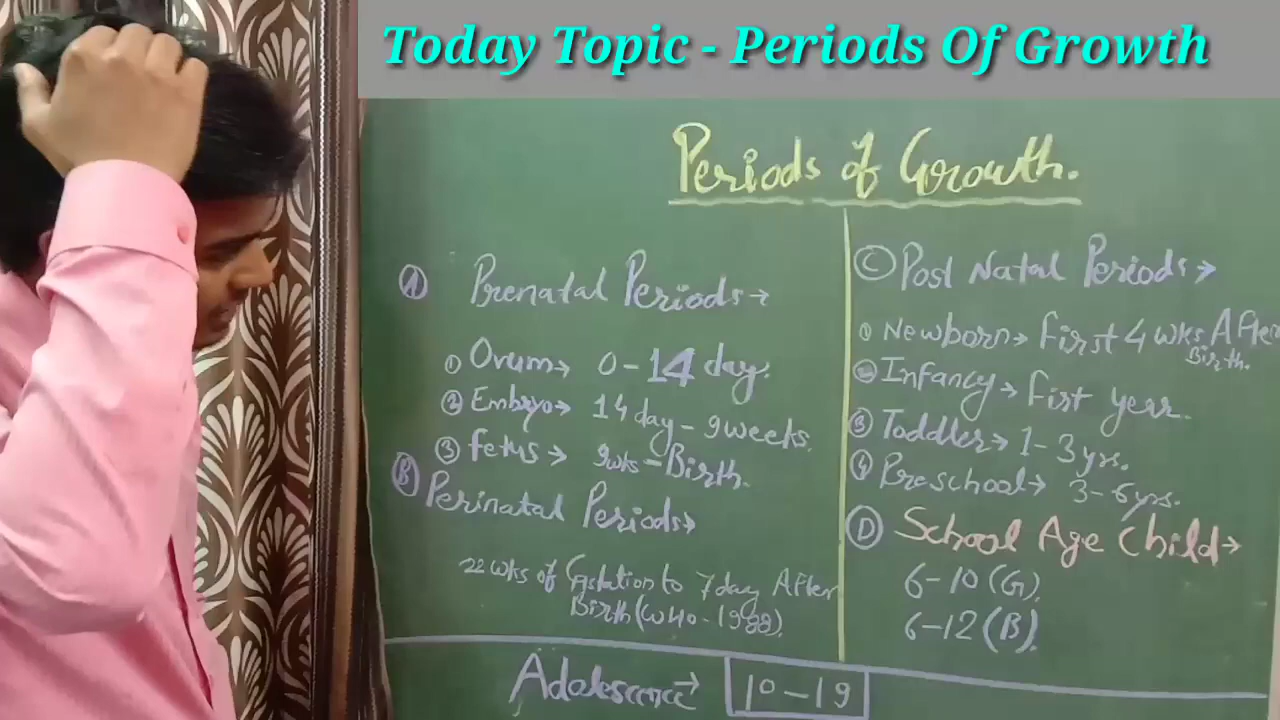 Today Topic - Periods Of Growth
Periods of Growth.
Ⓐ Prenatal Periods→
① Ovum→ 0-14 day.
② Embryo→ 14 day - 9 weeks.
③ fetus → 9wks - Birth.
Ⓑ Perinatal Periods→
22 wks of Gestation to 7 day After
Birth (WHO-1998).
Ⓒ Post Natal Periods→
① Newborn→ First 4 wks. After
Birth.
② Infancy→ First year.
③ Toddler→ 1-3 yrs.
④ Preschool→ 3-6yrs.
Ⓓ School Age Child→
6-10 (G).
6-12 (B).
Adolescence→ 10-19